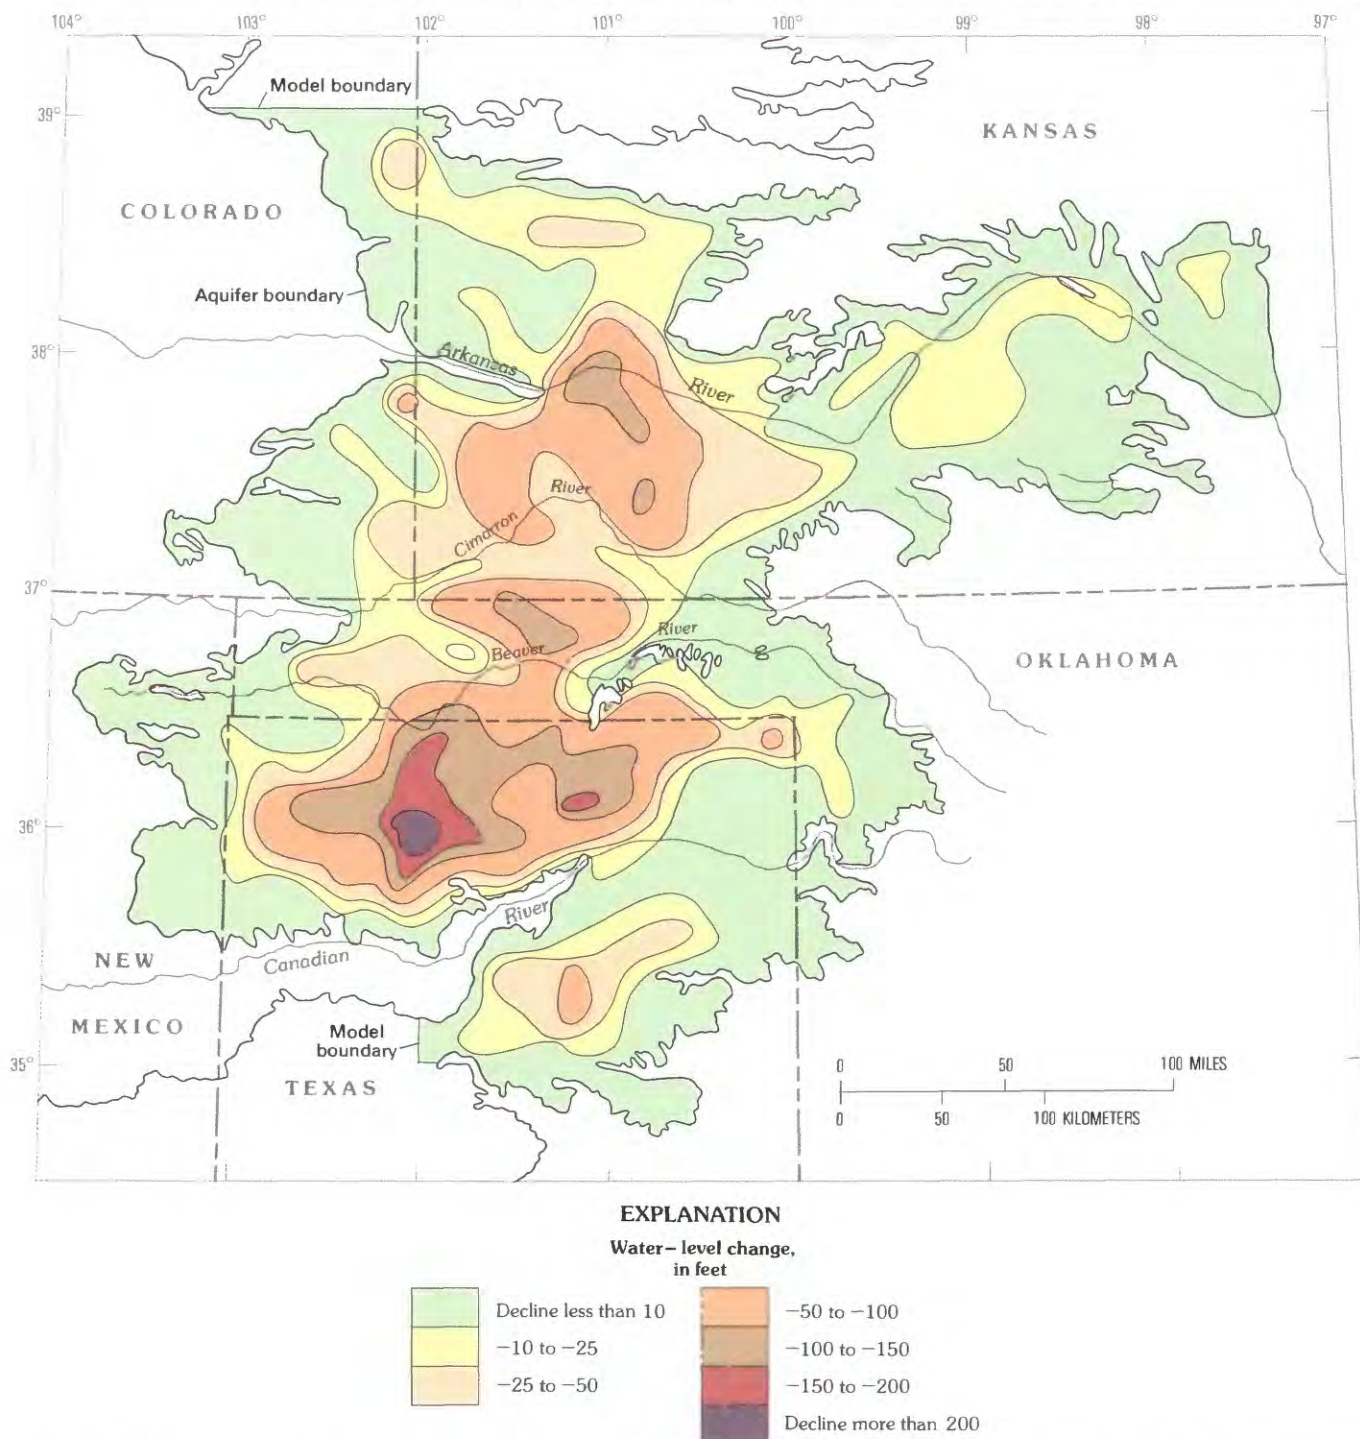 104° 103° 102° 101° 100° 99° 98° 97°
Model boundary
39°
KANSAS
COLORADO
Aquifer boundary
38°
Arkansas
River
River
Cimarron
37°
River
Beaver
OKLAHOMA
36°
River
NEW
Canadian
MEXICO
Model
boundary
35°
TEXAS
0 50 100 MILES
0 50 100 KILOMETERS
EXPLANATION
Water–level change,
in feet
Decline less than 10
−10 to −25
−25 to −50
−50 to −100
−100 to −150
−150 to −200
Decline more than 200